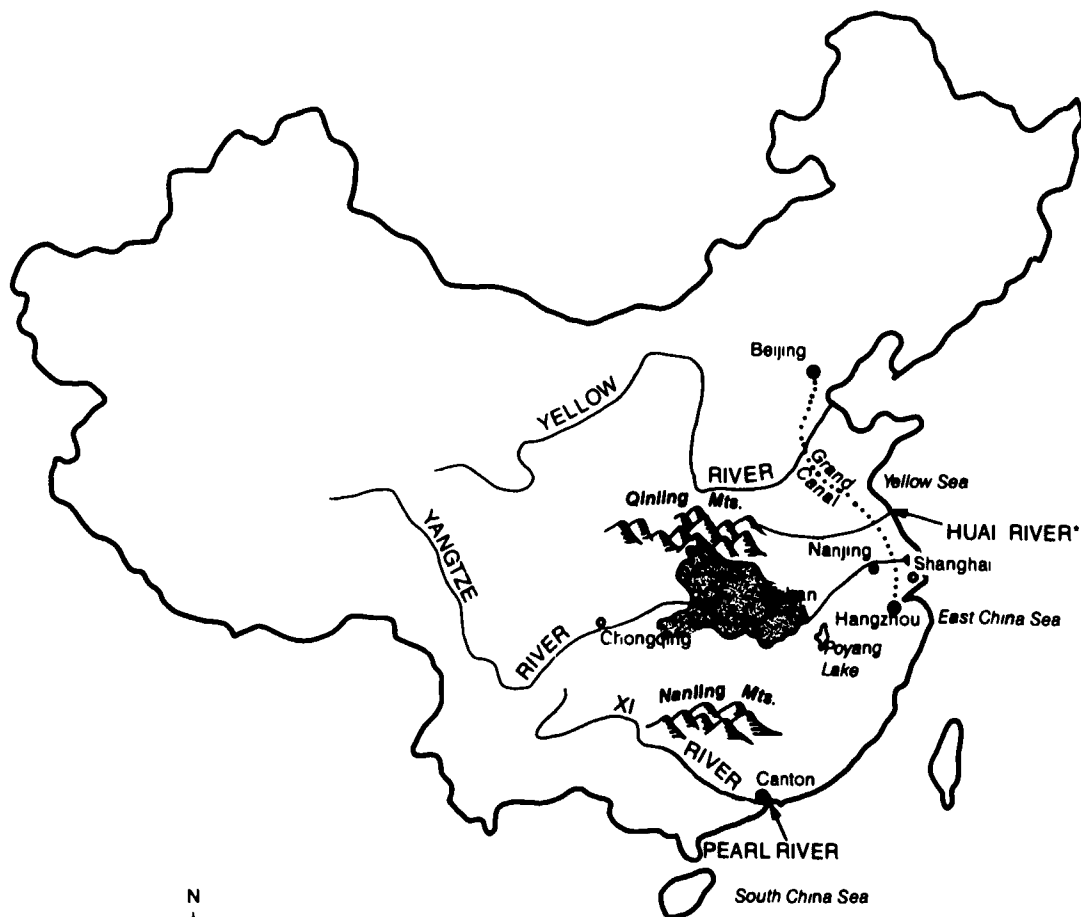 Beijing
YELLOW
RIVER
Grand
Canal
Yellow Sea
Qinling Mts.
HUAI RIVER*
YANGTZE
Nanjing
Shanghai
Hangzhou
East China Sea
Chongqing
RIVER
Poyang
Lake
Nanling Mts.
XI
RIVER
Canton
PEARL RIVER
N
South China Sea